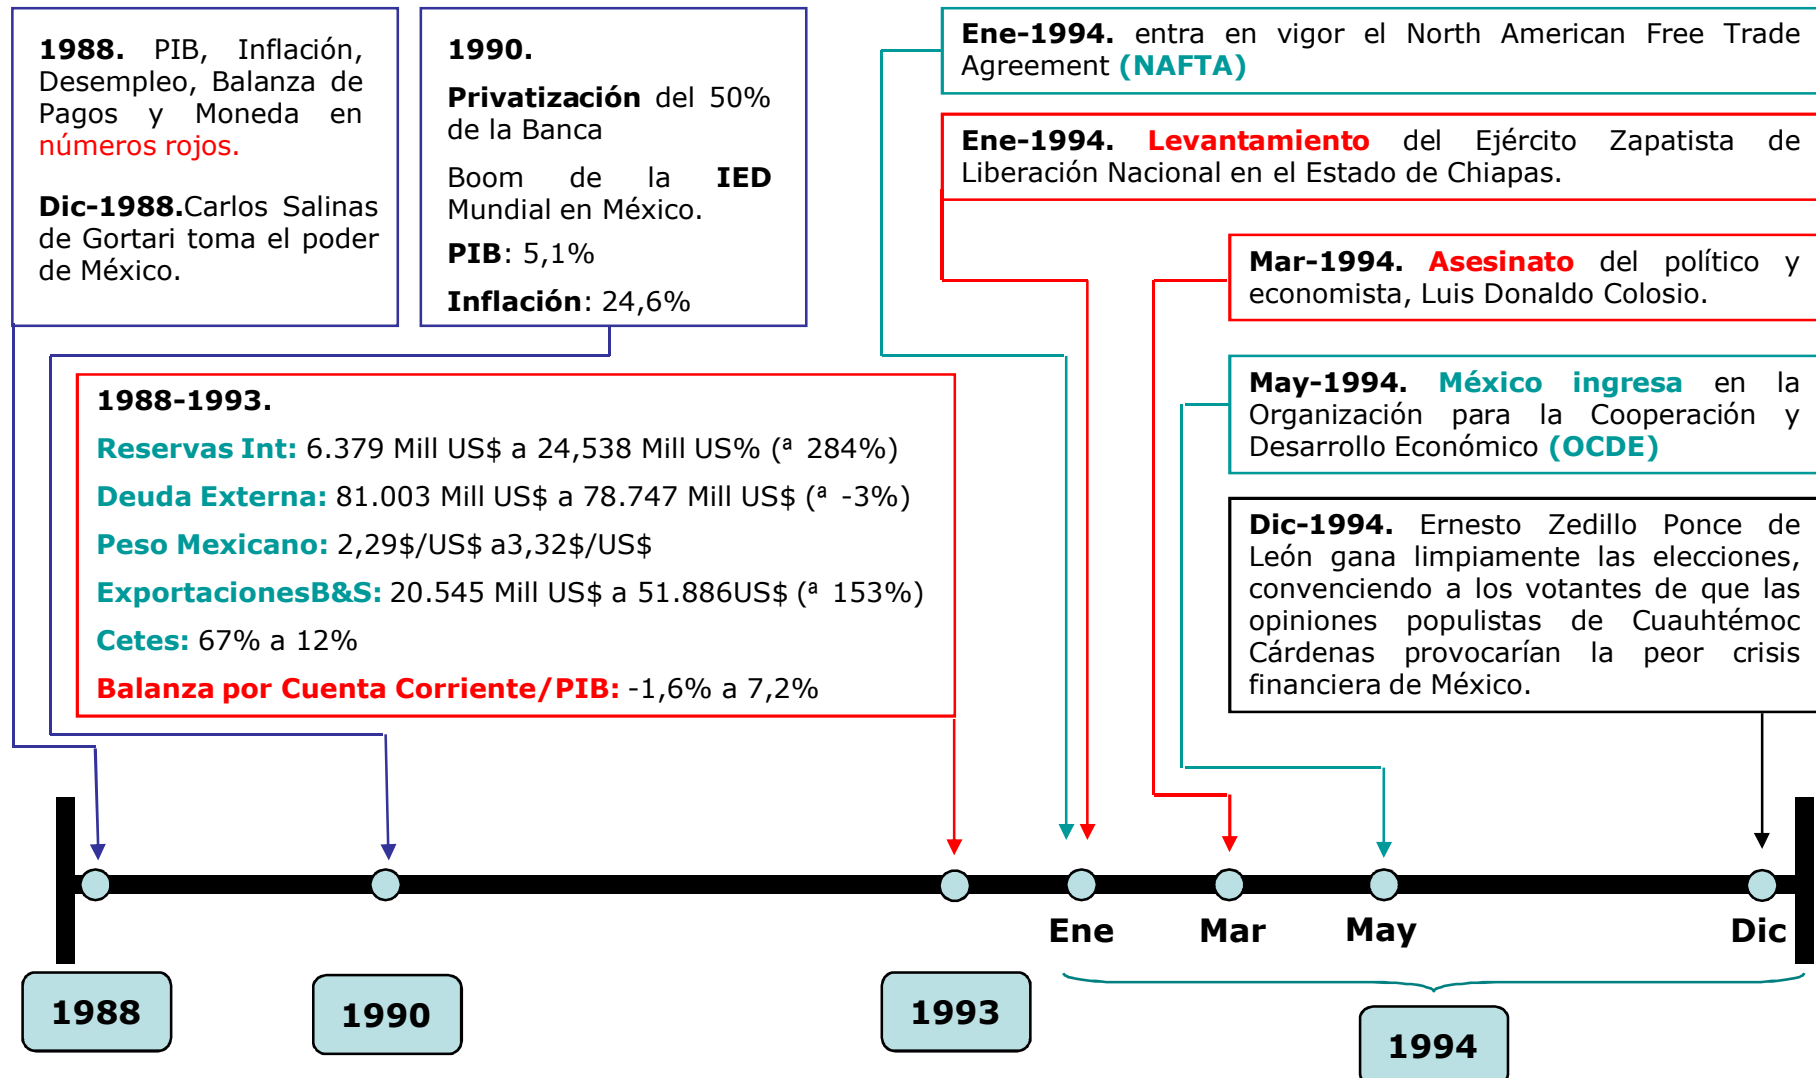 1988. PIB, Inflación,
Desempleo, Balanza de
Pagos y Moneda en
números rojos.
Dic-1988.Carlos Salinas
de Gortari toma el poder
de México.
1990.
Privatización del 50%
de la Banca
Boom de la IED
Mundial en México.
PIB: 5,1%
Inflación: 24,6%
Ene-1994. entra en vigor el North American Free Trade
Agreement (NAFTA)
Ene-1994. Levantamiento del Ejército Zapatista de
Liberación Nacional en el Estado de Chiapas.
Mar-1994. Asesinato del político y
economista, Luis Donaldo Colosio.
May-1994. México ingresa en la
Organización para la Cooperación y
Desarrollo Económico (OCDE)
Dic-1994. Ernesto Zedillo Ponce de
León gana limpiamente las elecciones,
convenciendo a los votantes de que las
opiniones populistas de Cuauhtémoc
Cárdenas provocarían la peor crisis
financiera de México.
1988-1993.
Reservas Int: 6.379 Mill US$ a 24,538 Mill US% (ª 284%)
Deuda Externa: 81.003 Mill US$ a 78.747 Mill US$ (ª -3%)
Peso Mexicano: 2,29$/US$ a3,32$/US$
ExportacionesB&S: 20.545 Mill US$ a 51.886US$ (ª 153%)
Cetes: 67% a 12%
Balanza por Cuenta Corriente/PIB: -1,6% a 7,2%
Ene Mar May Dic
1988 1990 1993 1994